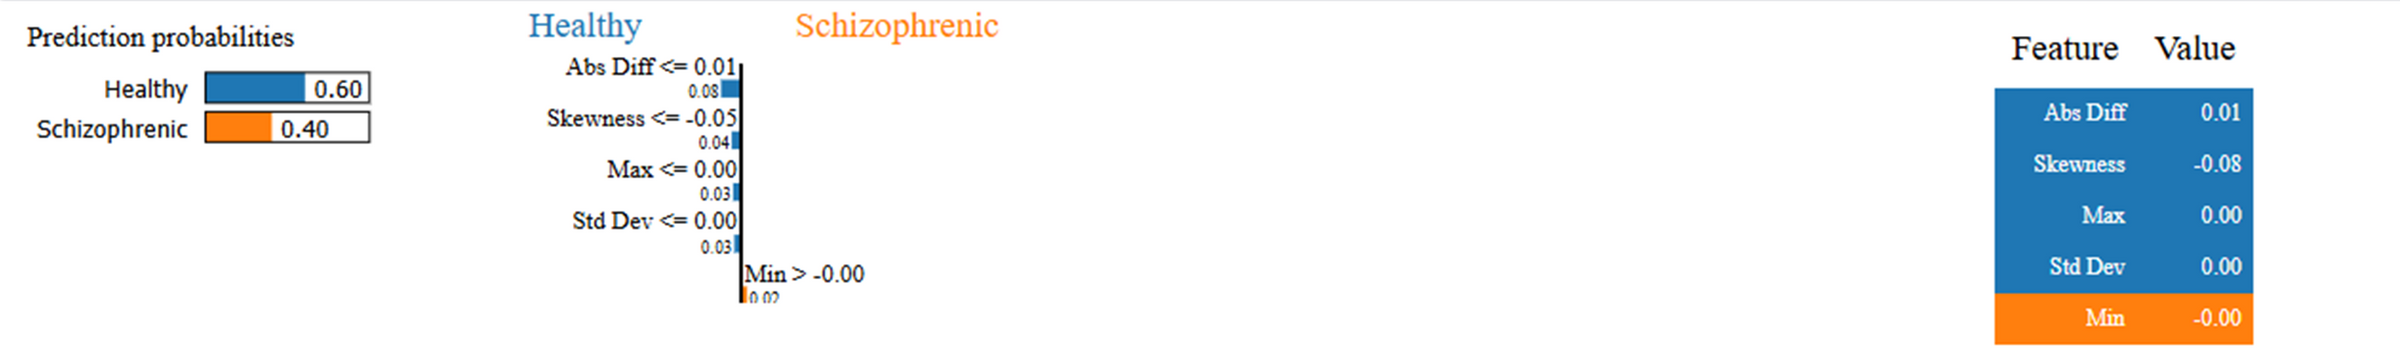 Prediction probabilities
Healthy 0.60
Schizophrenic 0.40
Healthy Schizophrenic
Abs Diff <= 0.01
0.08
Skewness <= -0.05
0.04
Max <= 0.00
0.03
Std Dev <= 0.00
0.03
Min > -0.00
0.02
Feature Value
Abs Diff 0.01
Skewness -0.08
Max 0.00
Std Dev 0.00
Min -0.00